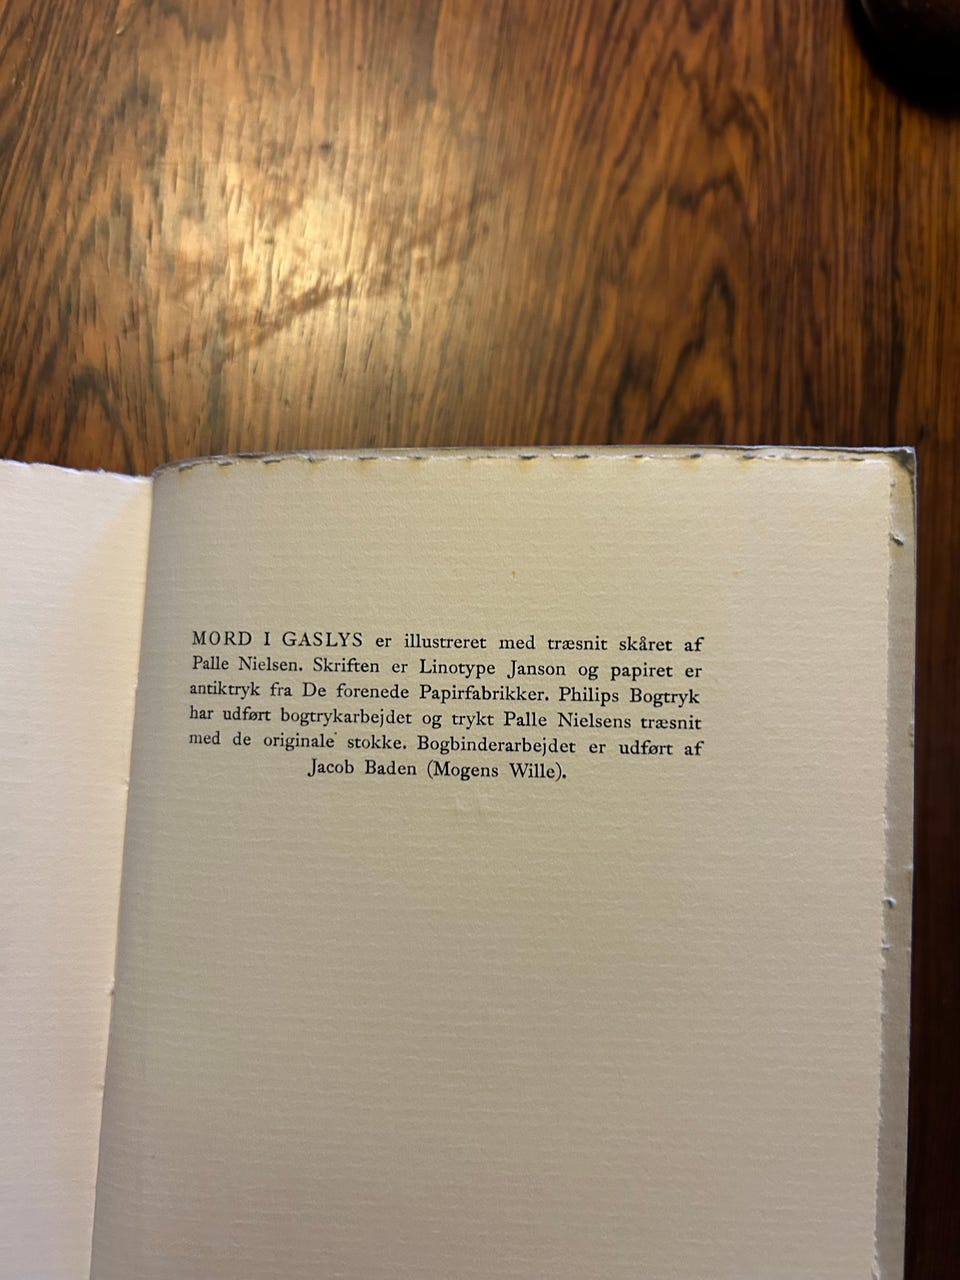 MORD I GASLYS er illustreret med træsnit skåret af
Palle Nielsen. Skriften er Linotype Janson og papiret er
antiktryk fra De forenede Papirfabrikker. Philips Bogtryk
har udført bogtrykarbejdet og trykt Palle Nielsens træsnit
med de originale stokke. Bogbinderarbejdet er udført af
Jacob Baden (Mogens Wille).